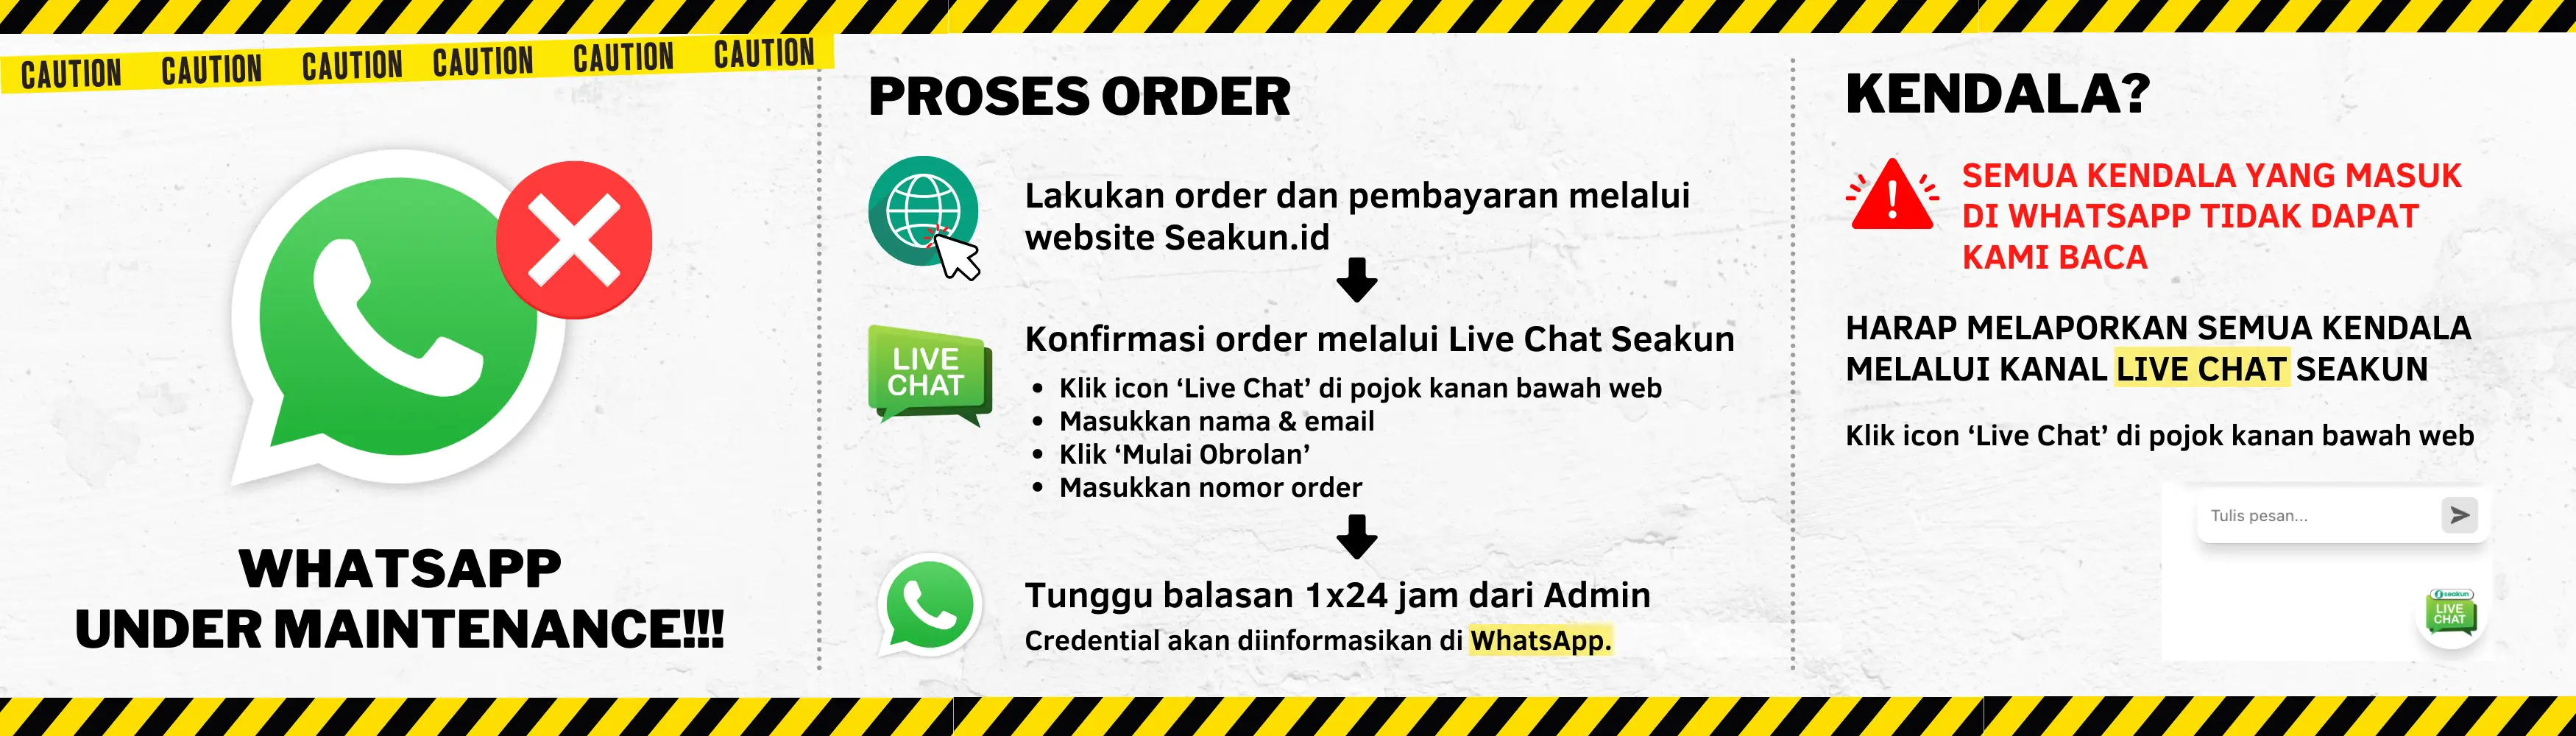 CAUTION CAUTION CAUTION CAUTION CAUTION CAUTION
WHATSAPP
UNDER MAINTENANCE!!!
PROSES ORDER
Lakukan order dan pembayaran melalui
website Seakun.id
LIVE
CHAT
Konfirmasi order melalui Live Chat Seakun
• Klik icon ‘Live Chat’ di pojok kanan bawah web
• Masukkan nama & email
• Klik ‘Mulai Obrolan’
• Masukkan nomor order
Tunggu balasan 1x24 jam dari Admin
Credential akan diinformasikan di WhatsApp.
KENDALA?
SEMUA KENDALA YANG MASUK
DI WHATSAPP TIDAK DAPAT
KAMI BACA
HARAP MELAPORKAN SEMUA KENDALA
MELALUI KANAL LIVE CHAT SEAKUN
Klik icon ‘Live Chat’ di pojok kanan bawah web
Tulis pesan...
seakun
LIVE
CHAT